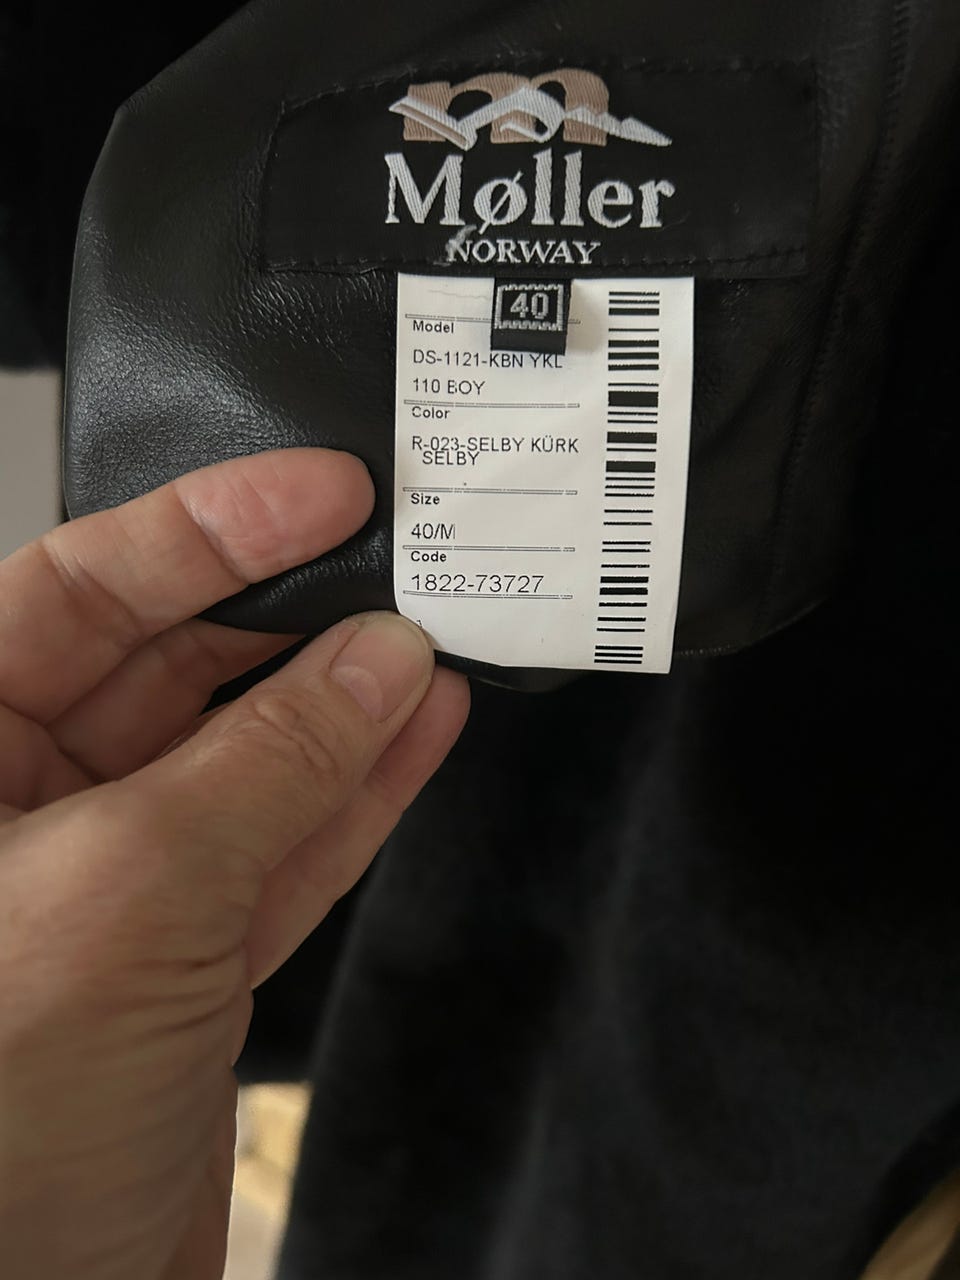 m
Møller
NORWAY
40
Model
DS-1121-KBN YKL
110 BOY
Color
R-023-SELBY KÜRK
SELBY
Size
40/M
Code
1822-73727